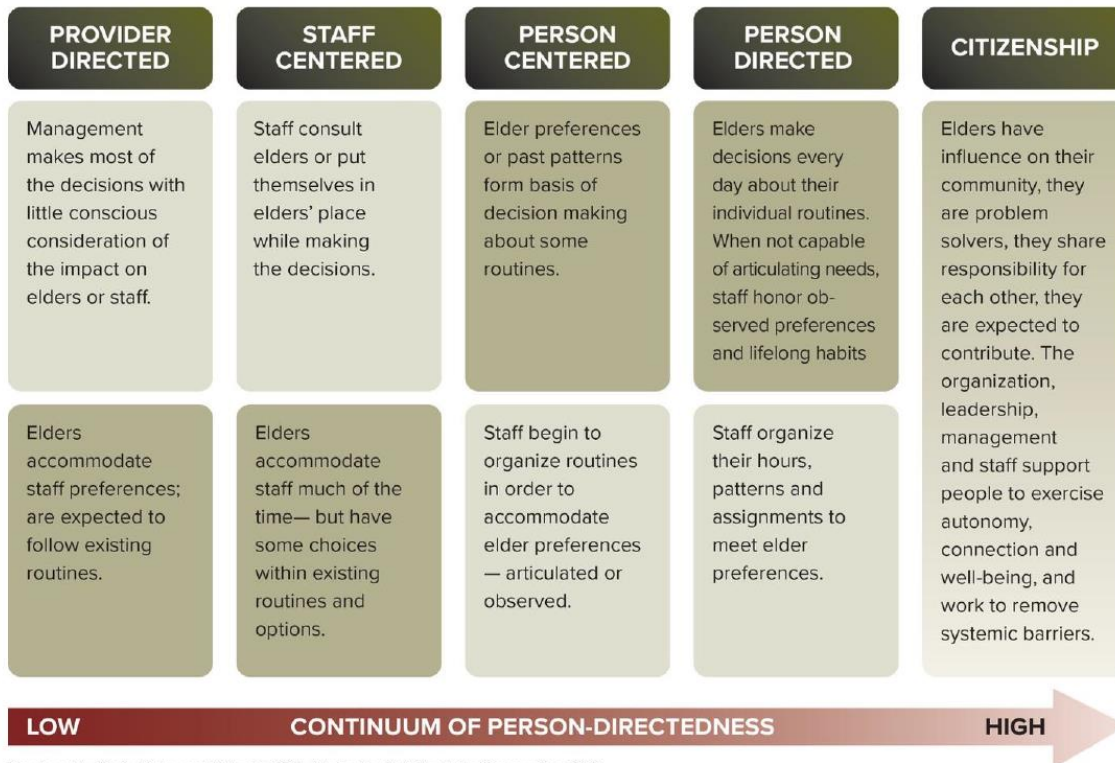 PROVIDER
DIRECTED
Management
makes most of
the decisions with
little conscious
consideration of
the impact on
elders or staff.
Elders
accommodate
staff preferences;
are expected to
follow existing
routines.
STAFF
CENTERED
Staff consult
elders or put
themselves in
elders' place
while making
the decisions.
Elders
accommodate
staff much of the
time— but have
some choices
within existing
routines and
options.
PERSON
CENTERED
Elder preferences
or past patterns
form basis of
decision making
about some
routines.
Staff begin to
organize routines
in order to
accommodate
elder preferences
— articulated or
observed.
PERSON
DIRECTED
Elders make
decisions every
day about their
individual routines.
When not capable
of articulating needs,
staff honor ob-
served preferences
and lifelong habits
Staff organize
their hours,
patterns and
assignments to
meet elder
preferences.
CITIZENSHIP
Elders have
influence on their
community, they
are problem
solvers, they share
responsibility for
each other, they
are expected to
contribute. The
organization,
leadership,
management
and staff support
people to exercise
autonomy,
connection and
well-being, and
work to remove
systemic barriers.
LOW CONTINUUM OF PERSON-DIRECTEDNESS HIGH